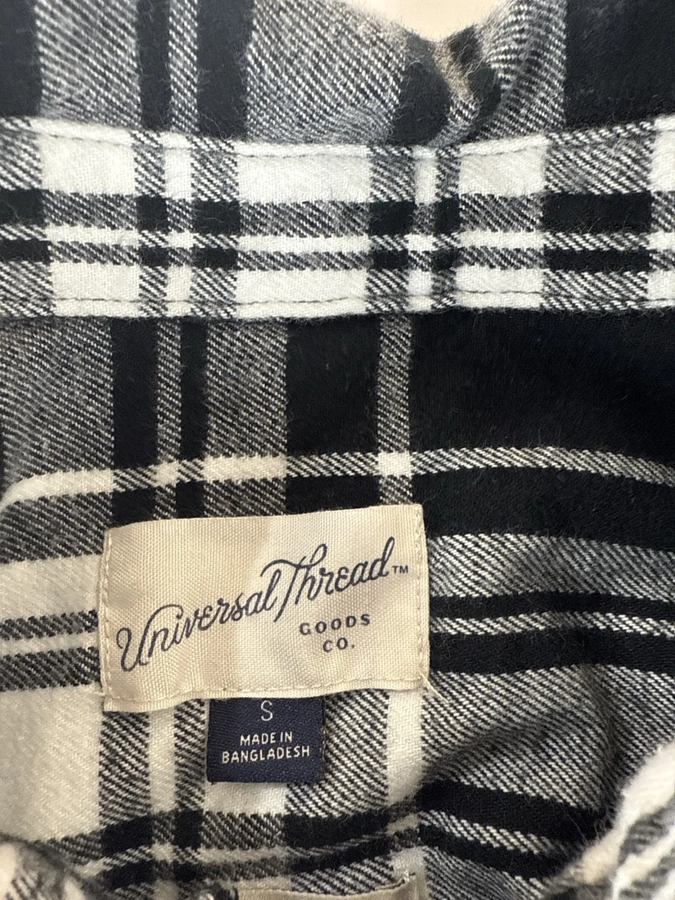 Universal Thread™
GOODS
CO.
S
MADE IN
BANGLADESH